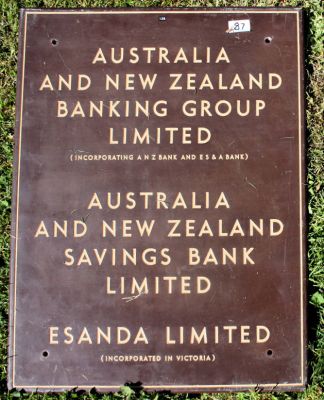 87
AUSTRALIA
AND NEW ZEALAND
BANKING GROUP
LIMITED
(INCORPORATING A N Z BANK AND E S & A BANK)
AUSTRALIA
AND NEW ZEALAND
SAVINGS BANK
LIMITED
ESANDA LIMITED
(INCORPORATED IN VICTORIA)